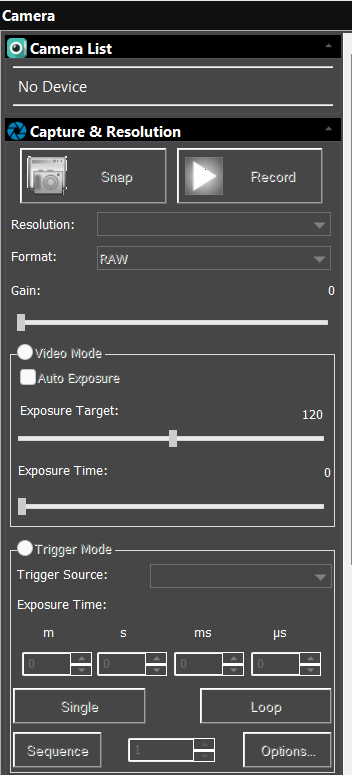 Camera
Camera List
No Device
Capture & Resolution
Snap Record
Resolution:
Format: RAW
Gain: 0
Video Mode
Auto Exposure
Exposure Target: 120
Exposure Time: 0
Trigger Mode
Trigger Source:
Exposure Time:
m s ms µs
0 0 0 0
Single Loop
Sequence 1 Options...